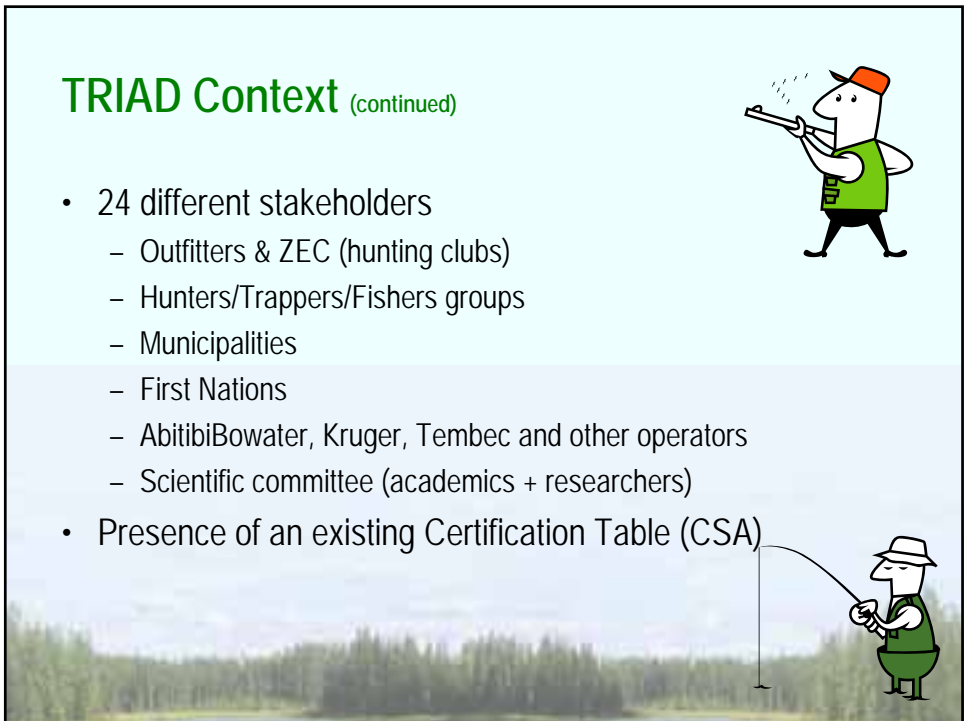 TRIAD Context (continued)
• 24 different stakeholders
– Outfitters & ZEC (hunting clubs)
– Hunters/Trappers/Fishers groups
– Municipalities
– First Nations
– AbitibiBowater, Kruger, Tembec and other operators
– Scientific committee (academics + researchers)
• Presence of an existing Certification Table (CSA)